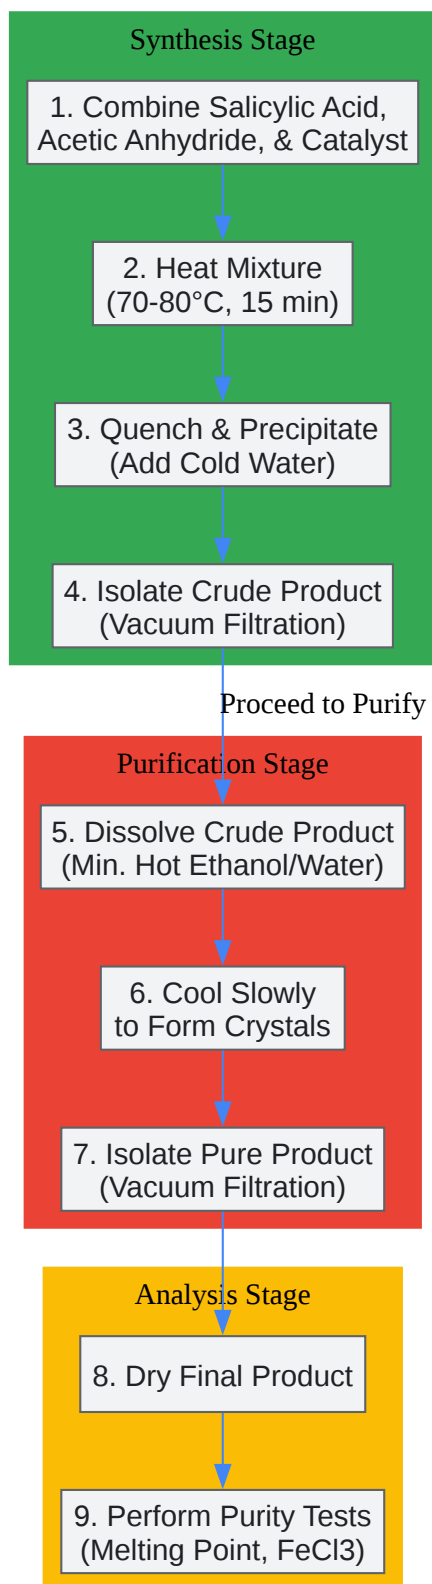 Synthesis Stage
1. Combine Salicylic Acid,
Acetic Anhydride, & Catalyst
2. Heat Mixture
(70-80°C, 15 min)
3. Quench & Precipitate
(Add Cold Water)
4. Isolate Crude Product
(Vacuum Filtration)
Proceed to Purify
Purification Stage
5. Dissolve Crude Product
(Min. Hot Ethanol/Water)
6. Cool Slowly
to Form Crystals
7. Isolate Pure Product
(Vacuum Filtration)
Analysis Stage
8. Dry Final Product
9. Perform Purity Tests
(Melting Point, FeCl3)